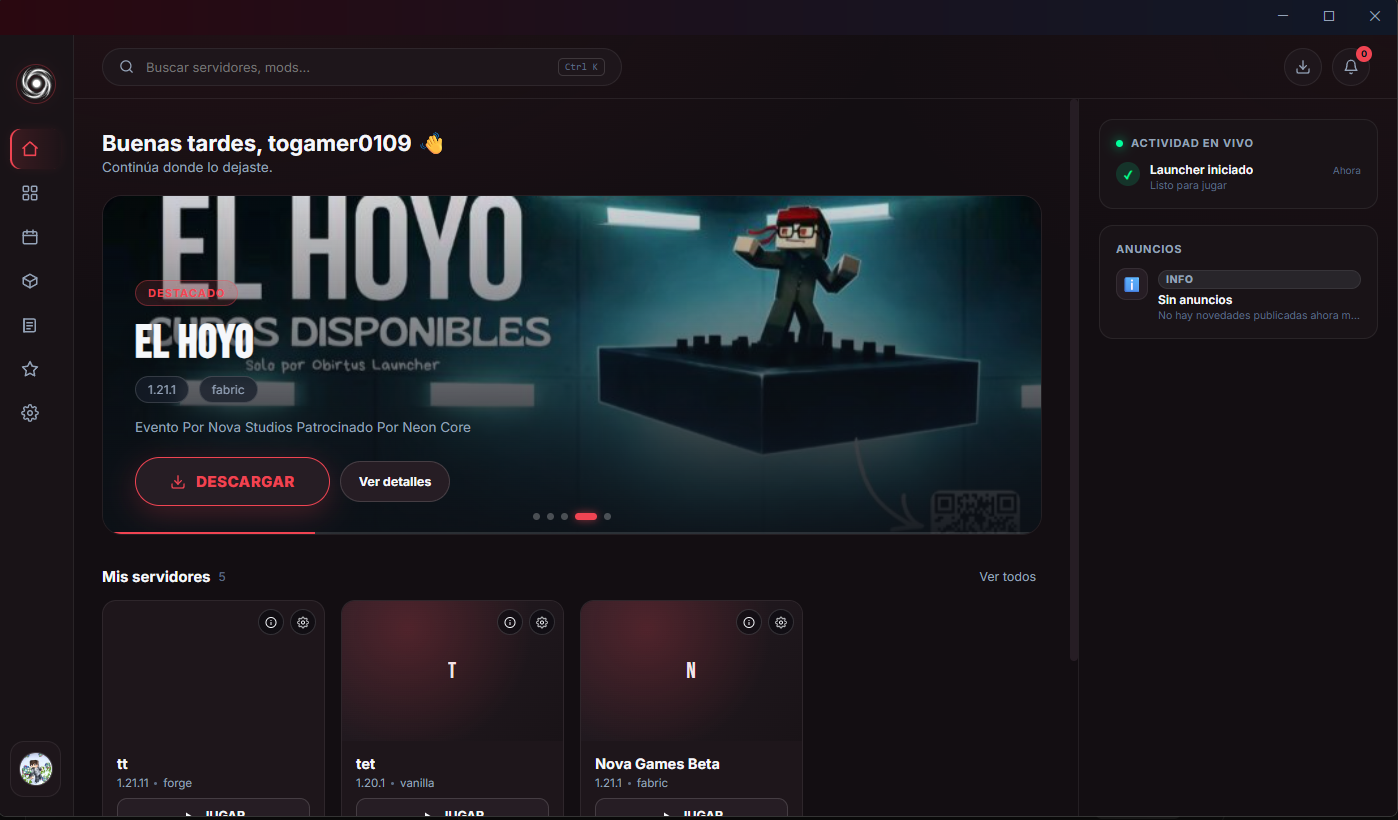 Buscar servidores, mods...
Ctrl K
0
Buenas tardes, togamer0109
Continúa donde lo dejaste.
EL HOYO
CUPOS DISPONIBLES
Solo por Obirtus Launcher
DESTACADO
EL HOYO
1.21.1
fabric
Evento Por Nova Studios Patrocinado Por Neon Core
DESCARGAR
Ver detalles
Mis servidores 5
Ver todos
T
N
tt
1.21.11 • forge
JUGAR
tet
1.20.1 • vanilla
JUGAR
Nova Games Beta
1.21.1 • fabric
JUGAR
ACTIVIDAD EN VIVO
Launcher iniciado
Ahora
Listo para jugar
ANUNCIOS
INFO
Sin anuncios
No hay novedades publicadas ahora m...